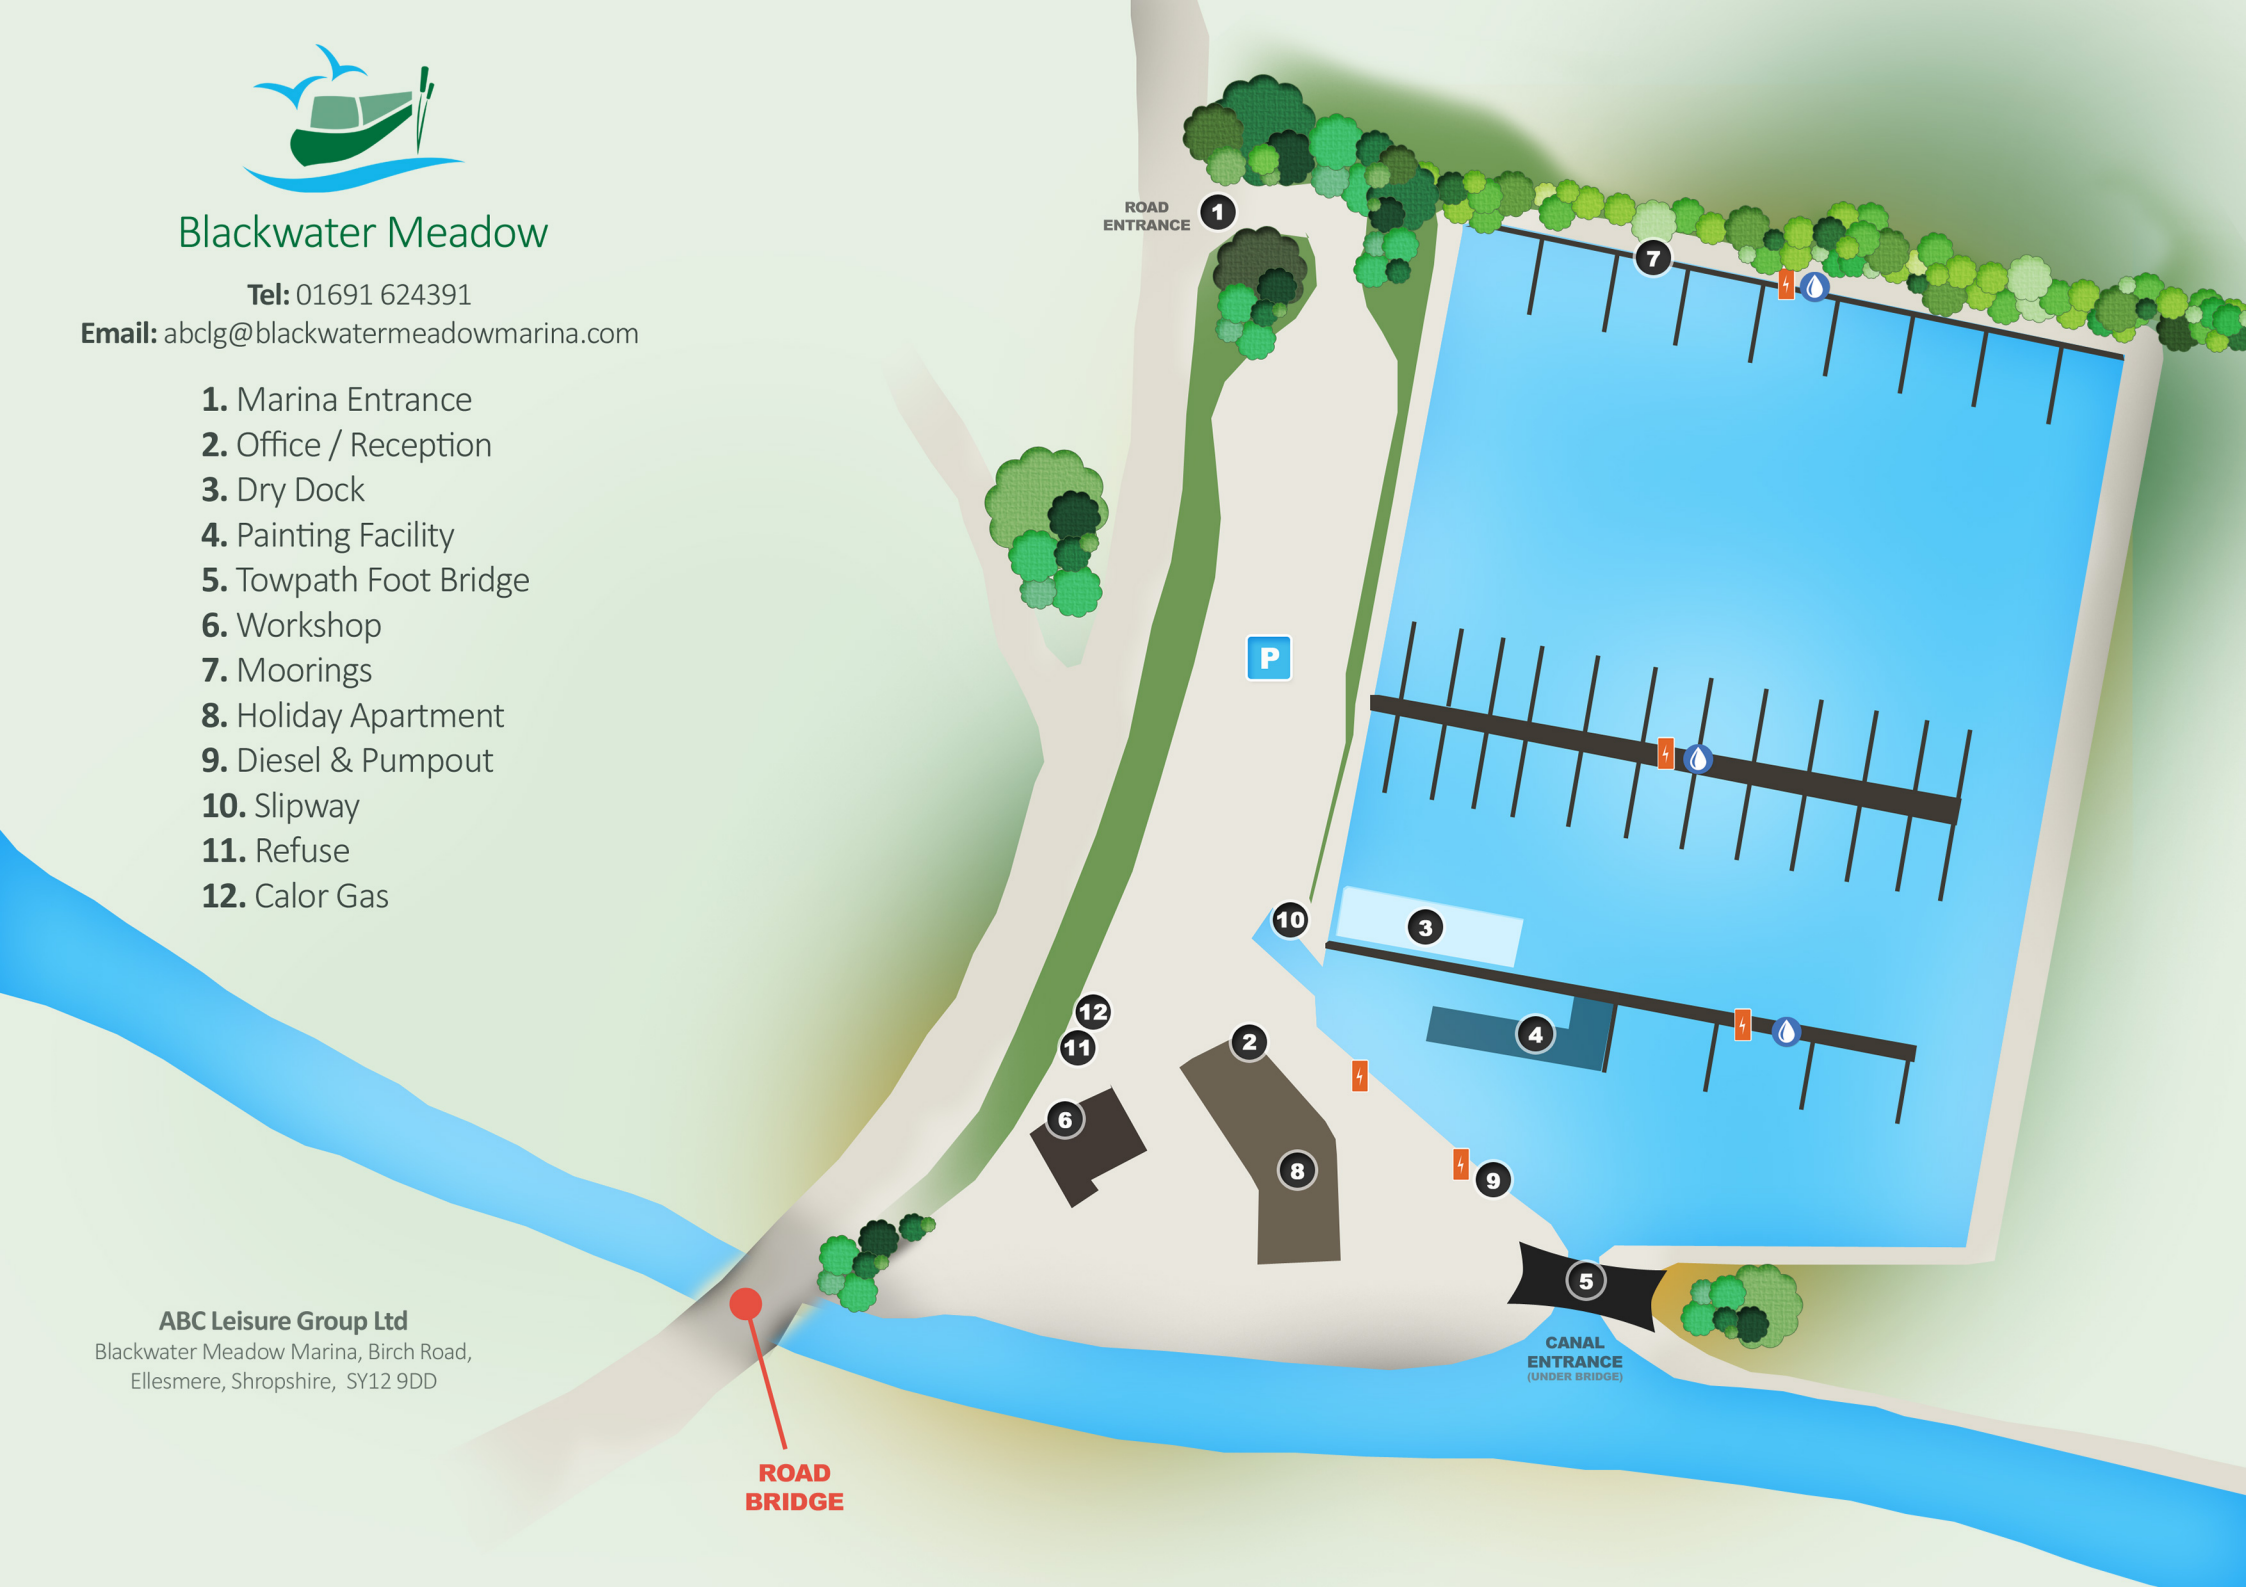 Blackwater Meadow
Tel: 01691 624391
Email: abclg@blackwatermeadowmarina.com
1. Marina Entrance
2. Office / Reception
3. Dry Dock
4. Painting Facility
5. Towpath Foot Bridge
6. Workshop
7. Moorings
8. Holiday Apartment
9. Diesel & Pumpout
10. Slipway
11. Refuse
12. Calor Gas
ABC Leisure Group Ltd
Blackwater Meadow Marina, Birch Road,
Ellesmere, Shropshire, SY12 9DD
ROAD
ENTRANCE
1
7
P
10
3
12
11
2
4
6
8
9
5
CANAL
ENTRANCE
(UNDER BRIDGE)
ROAD
BRIDGE